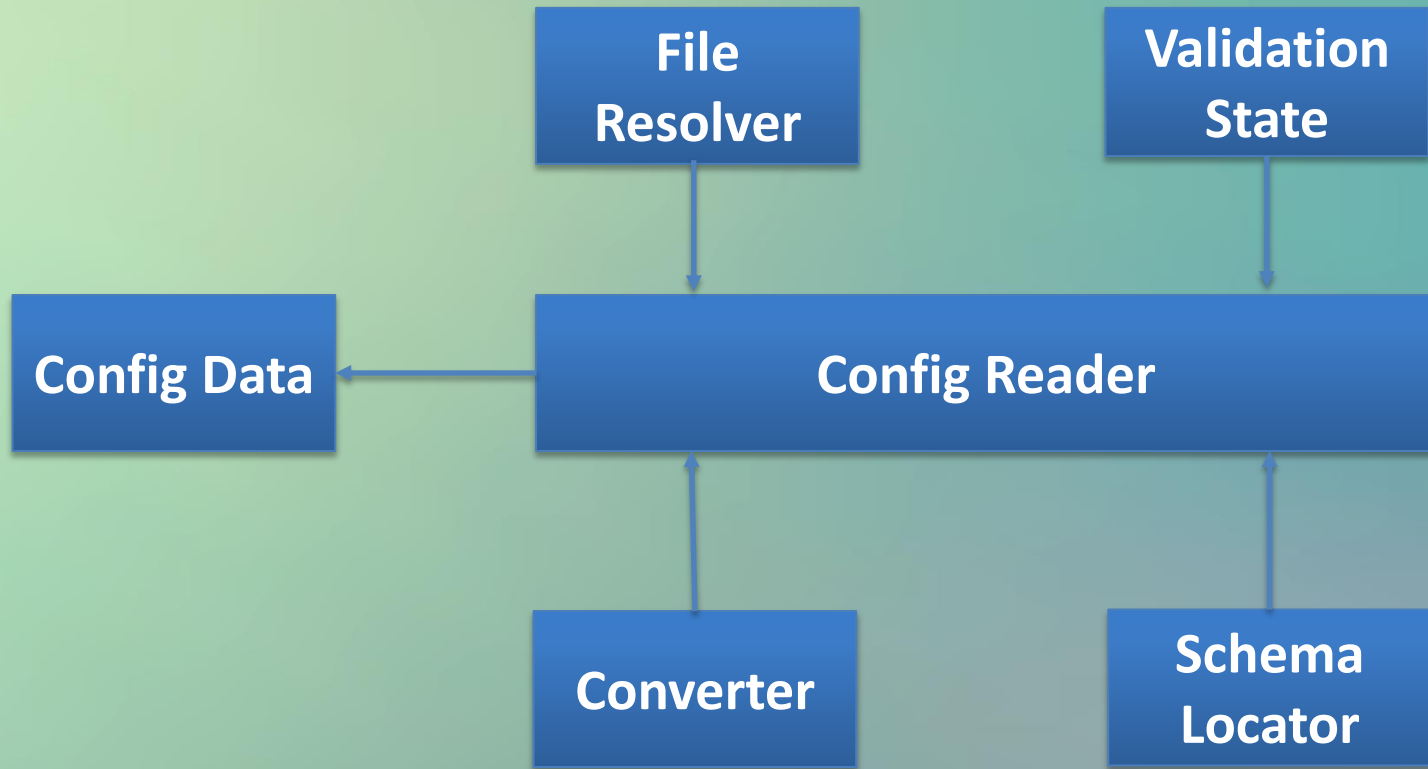 File
Resolver
Validation
State
Config Data
Config Reader
Converter
Schema
Locator